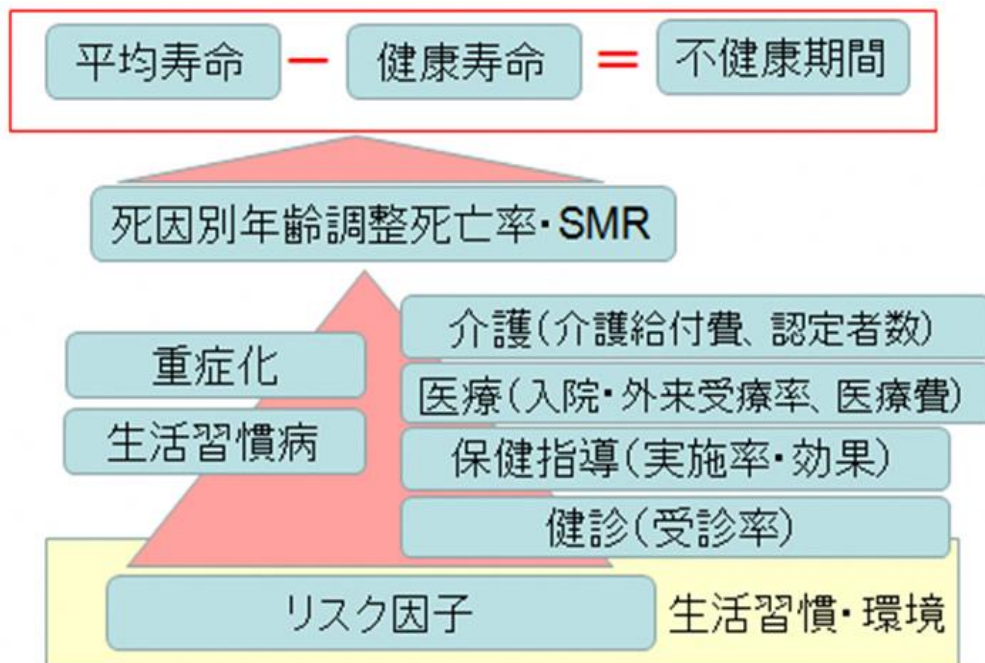 平均寿命 − 健康寿命 = 不健康期間
死因別年齢調整死亡率・SMR
介護(介護給付費、認定者数)
重症化
医療(入院・外来受療率、医療費)
生活習慣病
保健指導(実施率・効果)
健診(受診率)
リスク因子
生活習慣・環境